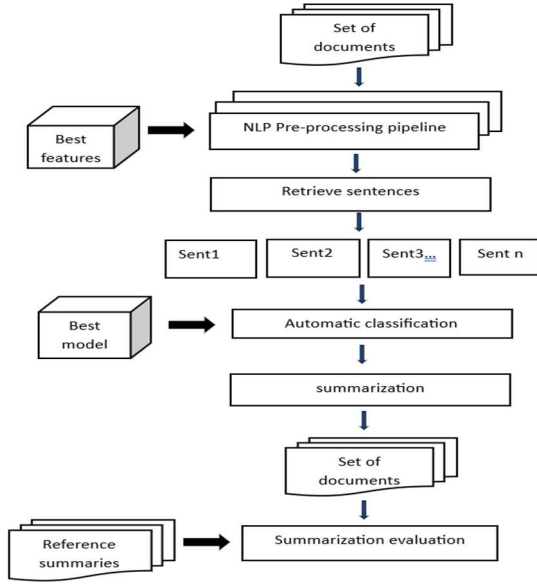 Set of
documents
NLP Pre-processing pipeline
Best
features
Retrieve sentences
Sent1
Sent2
Sent3...
Sent n
Automatic classification
Best
model
summarization
Set of
documents
Summarization evaluation
Reference
summaries